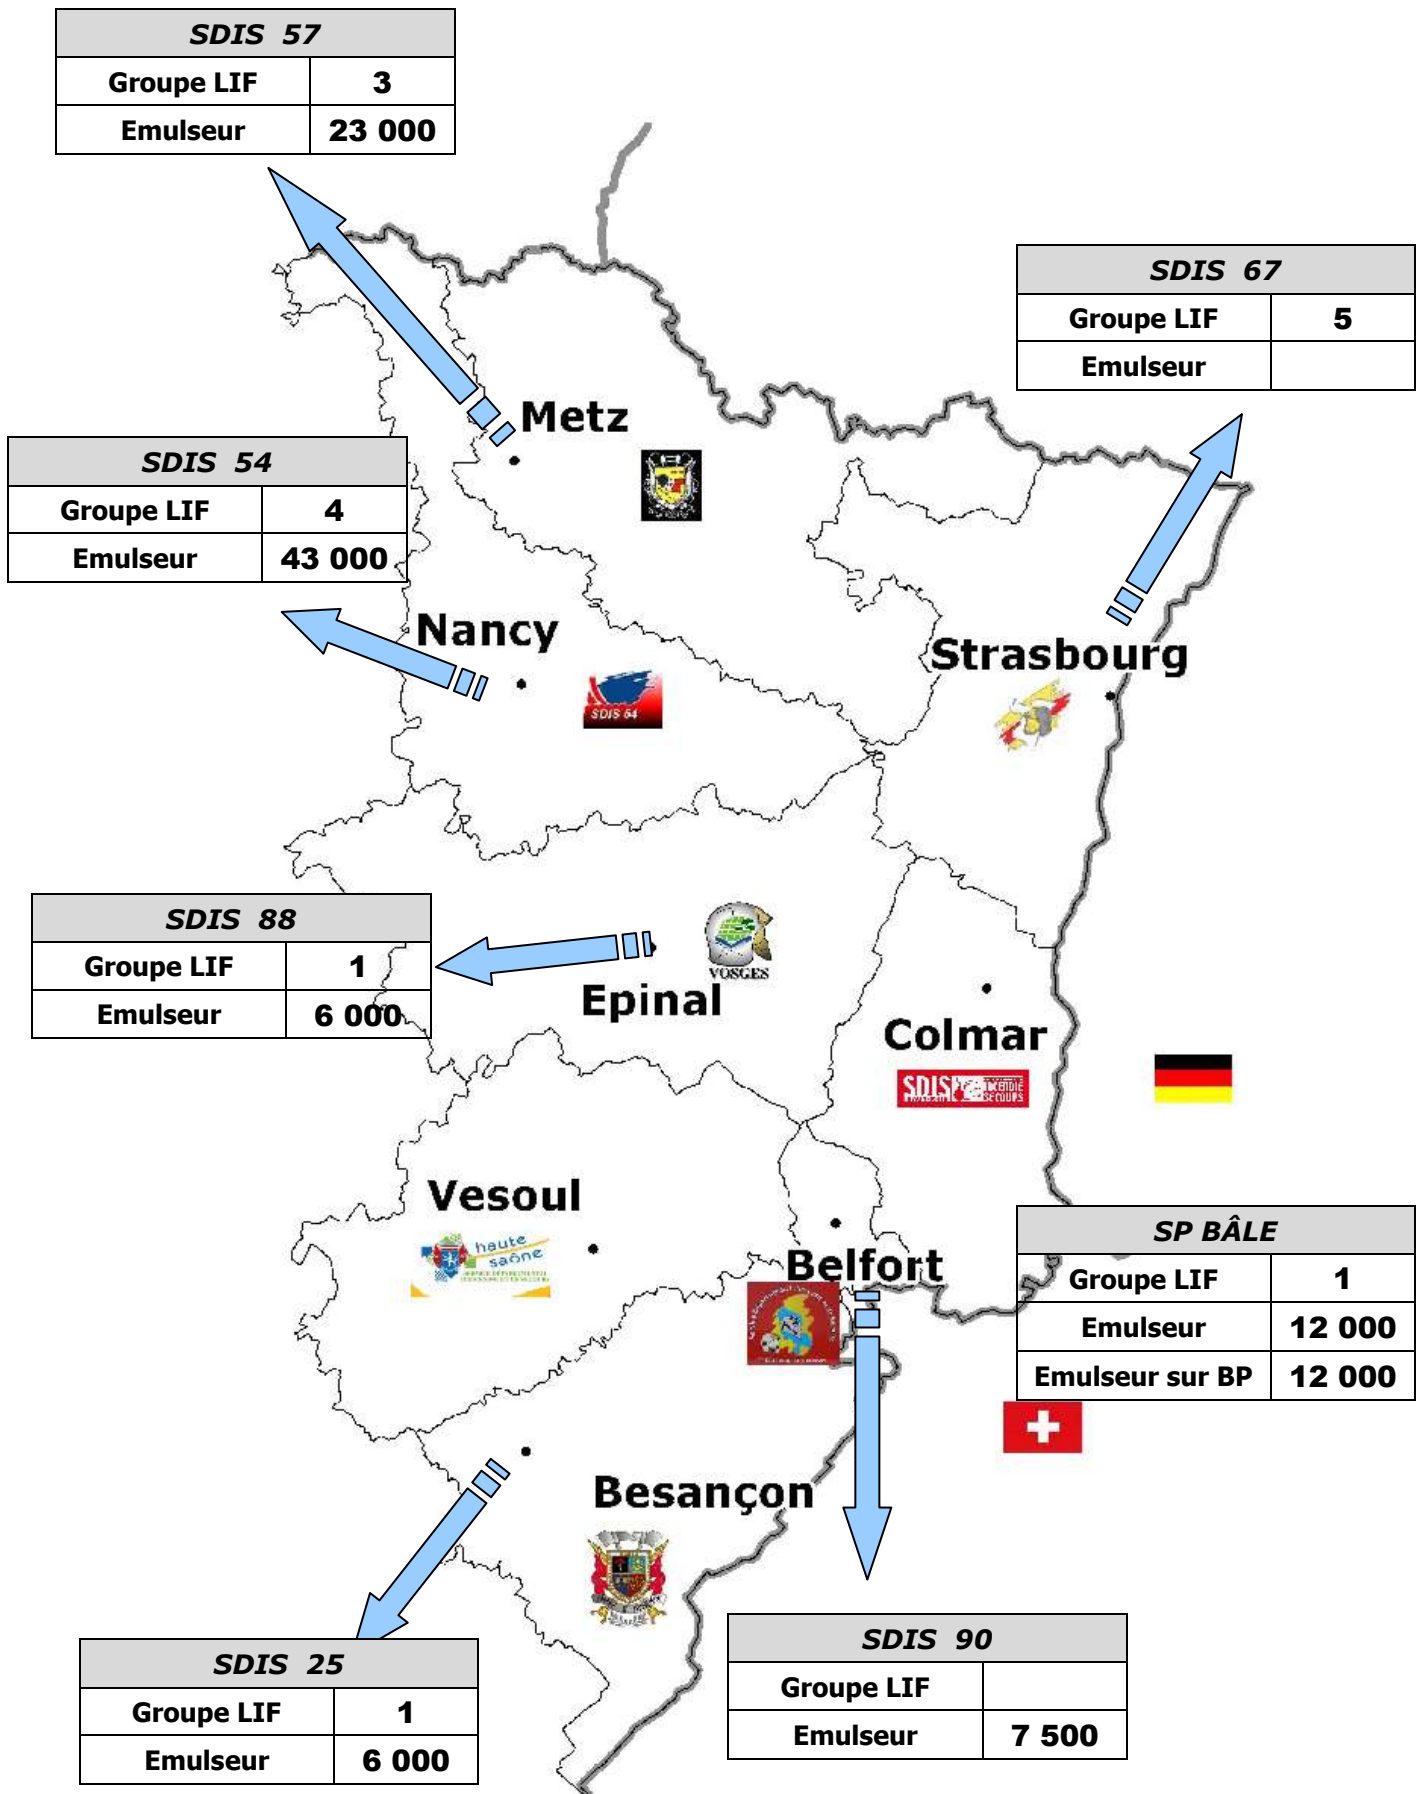 SDIS 57
Groupe LIF 3
Emulseur 23 000
SDIS 67
Groupe LIF 5
Emulseur
Metz
SDIS 54
Groupe LIF 4
Emulseur 43 000
Nancy
SDIS 54
Strasbourg
SDIS 88
Groupe LIF 1
Emulseur 6 000
VOSGES
Epinal
Colmar
SDIS INCENDIE
SECOURS
Vesoul
haute
saône
Belfort
SP BÂLE
Groupe LIF 1
Emulseur 12 000
Emulseur sur BP 12 000
Besançon
SDIS 25
Groupe LIF 1
Emulseur 6 000
SDIS 90
Groupe LIF
Emulseur 7 500